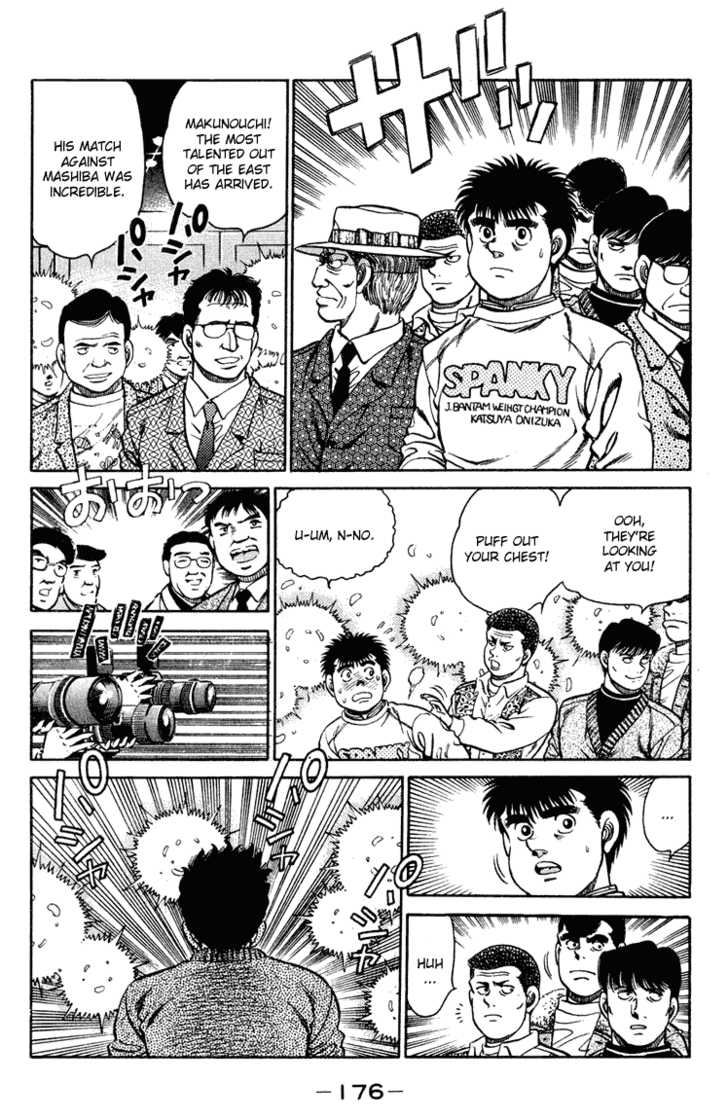 ザッ
MAKUNOUCHI!
THE MOST
TALENTED OUT
OF THE EAST
HAS ARRIVED.
HIS MATCH
AGAINST
MASHIBA WAS
INCREDIBLE.
パシャ
パシャ
SPANKY
J.BANTAM WEIHGT CHAMPION
KATSUYA ONIZUKA
おおっ
OOH,
THEY'RE
LOOKING
AT YOU!
PUFF OUT
YOUR CHEST!
U-UM, N-NO.
SPANKY
...
パシャ
パシャ
パシャ
HUH
...
-176-